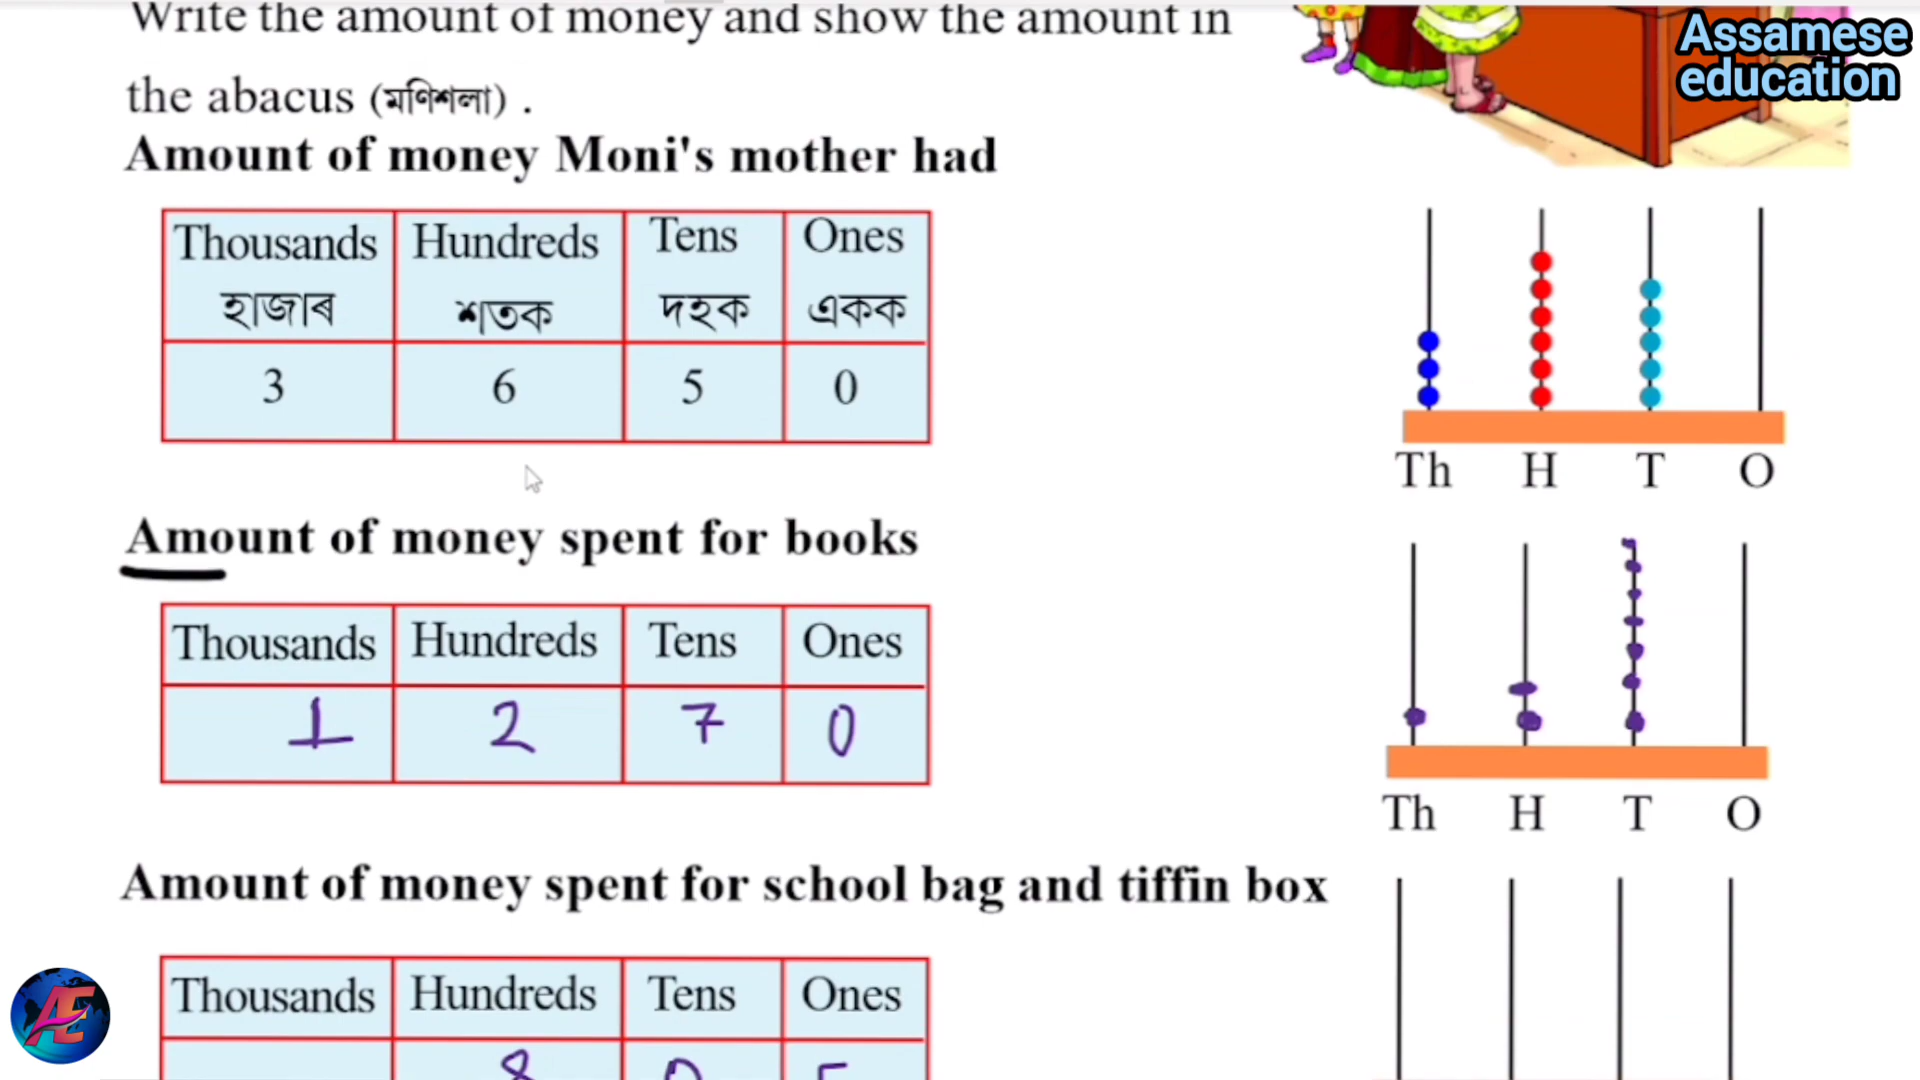 Write the amount of money and show the amount in
Assamese
education
the abacus (মণিশলা) .
Amount of money Moni's mother had
Thousands Hundreds Tens Ones
হাজাৰ শতক দহক একক
3 6 5 0
Th H T O
Amount of money spent for books
Thousands Hundreds Tens Ones
1 2 7 0
Th H T O
Amount of money spent for school bag and tiffin box
Thousands Hundreds Tens Ones
8
Æ